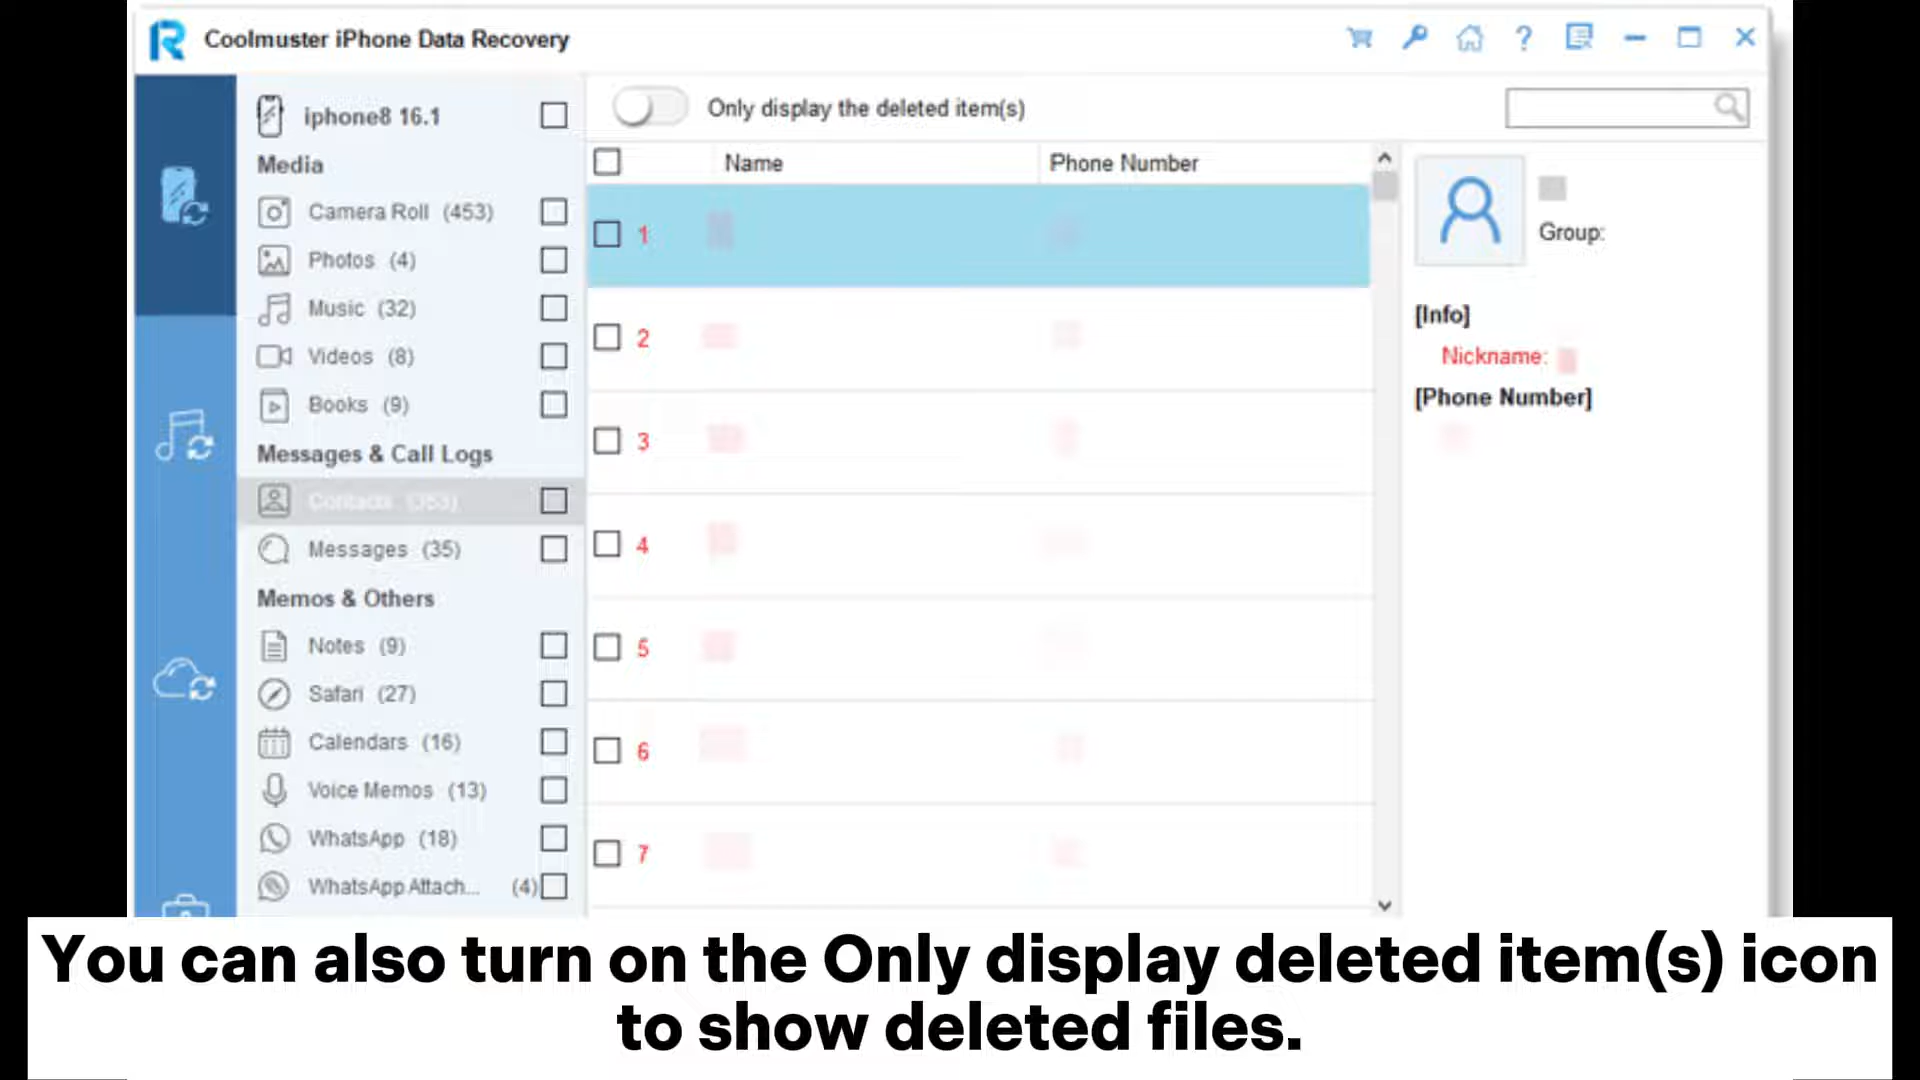 Coolmuster iPhone Data Recovery
iphone8 16.1
Only display the deleted item(s)
Media
Camera Roll (453)
Photos (4)
Music (32)
Videos (8)
Books (9)
Messages & Call Logs
Contacts (353)
Messages (35)
Memos & Others
Notes (9)
Safari (27)
Calendars (16)
Voice Memos (13)
WhatsApp (18)
WhatsApp Attach... (4)
Name Phone Number
1
2
3
4
5
6
7
Group:
[Info]
Nickname:
[Phone Number]
You can also turn on the Only display deleted item(s) icon
to show deleted files.